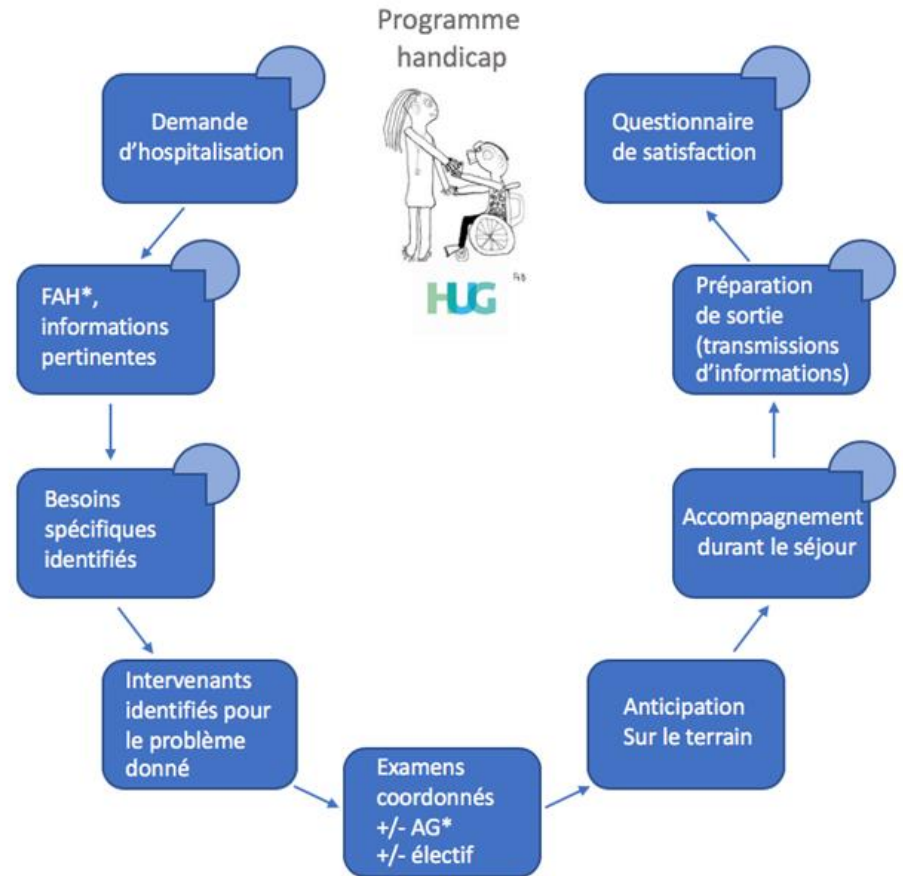 Programme
handicap
HUG
Demande
d'hospitalisation
FAH*,
informations
pertinentes
Besoins
spécifiques
identifiés
Intervenants
identifiés pour
le problème
donné
Examens
coordonnés
+/- AG*
+/- électif
Anticipation
Sur le terrain
Accompagnement
durant le séjour
Préparation
de sortie
(transmissions
d'informations)
Questionnaire
de satisfaction